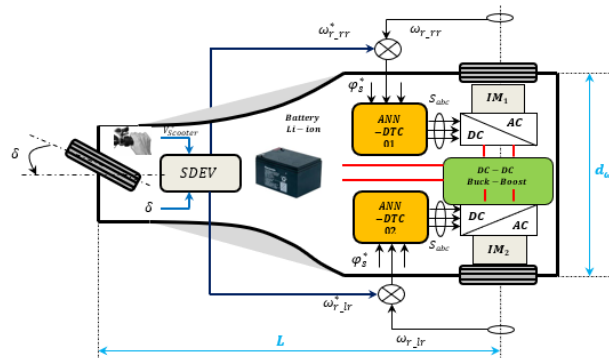 ω*r_rr
ωr_rr
φ*s
Battery
Li-ion
ANN
-DTC
01
Sabc
IM1
AC
DC
VScooter
δ
SDEV
δ
DC-DC
Buck-Boost
dω
ANN
-DTC
02
DC
AC
Sabc
IM2
φ*s
ω*r_lr
L
ωr_lr